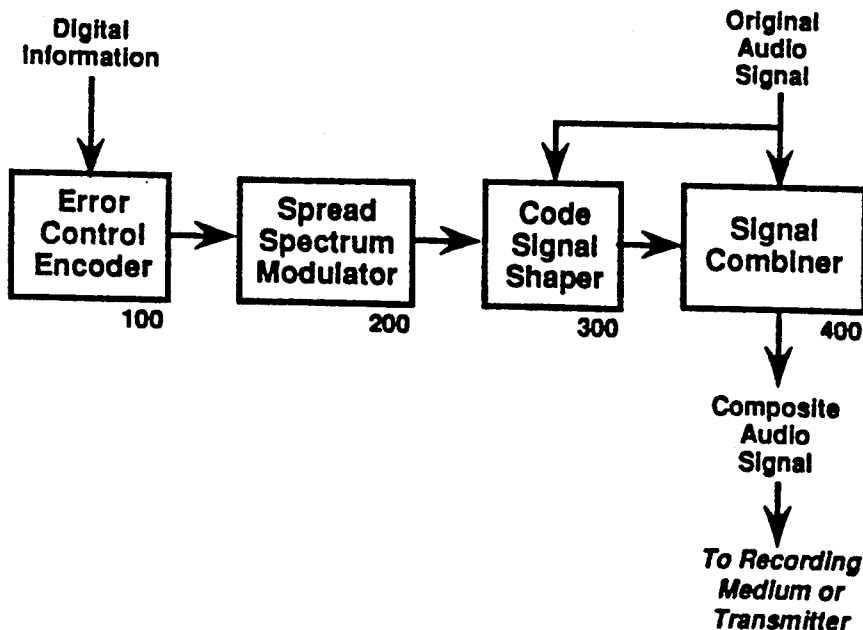 Digital
Information
Original
Audio
Signal
Error
Control
Encoder
100
Spread
Spectrum
Modulator
200
Code
Signal
Shaper
300
Signal
Combiner
400
Composite
Audio
Signal
To Recording
Medium or
Transmitter